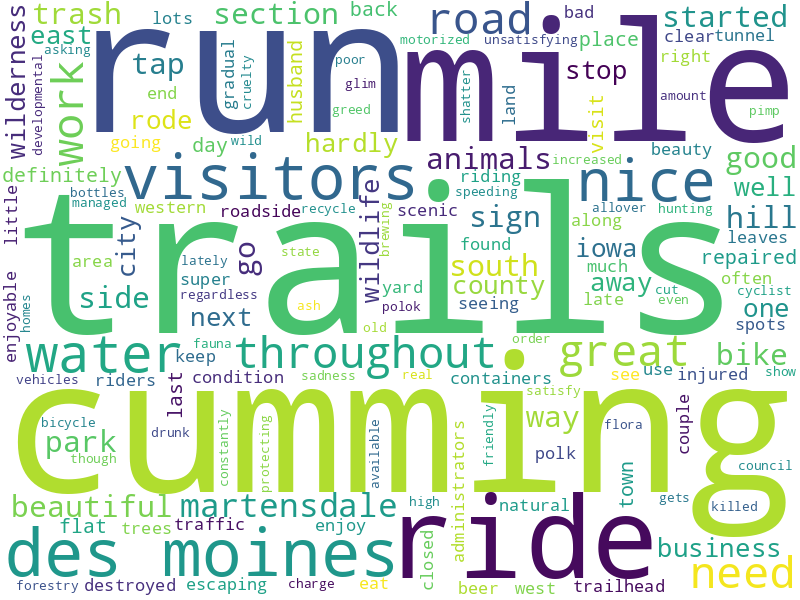 trash
lots
section
back
road
started
wilderness
east
run
mile
motorized
unsatisfying
bad
place
clear
tunnel
asking
developmental
work
tap
gradual
cruelty
husband
poor
glim
greed
stop
shatter
land
visit
right
amount
pimp
end
rode
going
day
wild
hardly
animals
increased
beauty
good
definitely
visitors
nice
riding
speeding
well
bottles
managed
western
roadside
recycle
wildlife
brewing
scenic
sign
allover
hunting
hill
along
little
city
go
trails
found
iowa
leaves
repaired
area
state
south
much
often
enjoyable
homes
side
lately
super
regardless
ash
polok
yard
county
seeing
away
late
cut
even
cyclist
one
spots
next
old
water
fauna
keep
throughout
order
great
bike
show
vehicles
riders
last
condition
sadness
real
containers
see
use
injured
cumming
satisfy
bicycle
park
though
drunk
constantly
protecting
available
friendly
way
polk
couple
flora
town
council
gets
killed
beautiful
martensdale
high
natural
administrators
flat
trees
traffic
enjoy
closed
des moines
ride
business
need
forestry
destroyed
escaping
charge
eat
beer
west
trailhead